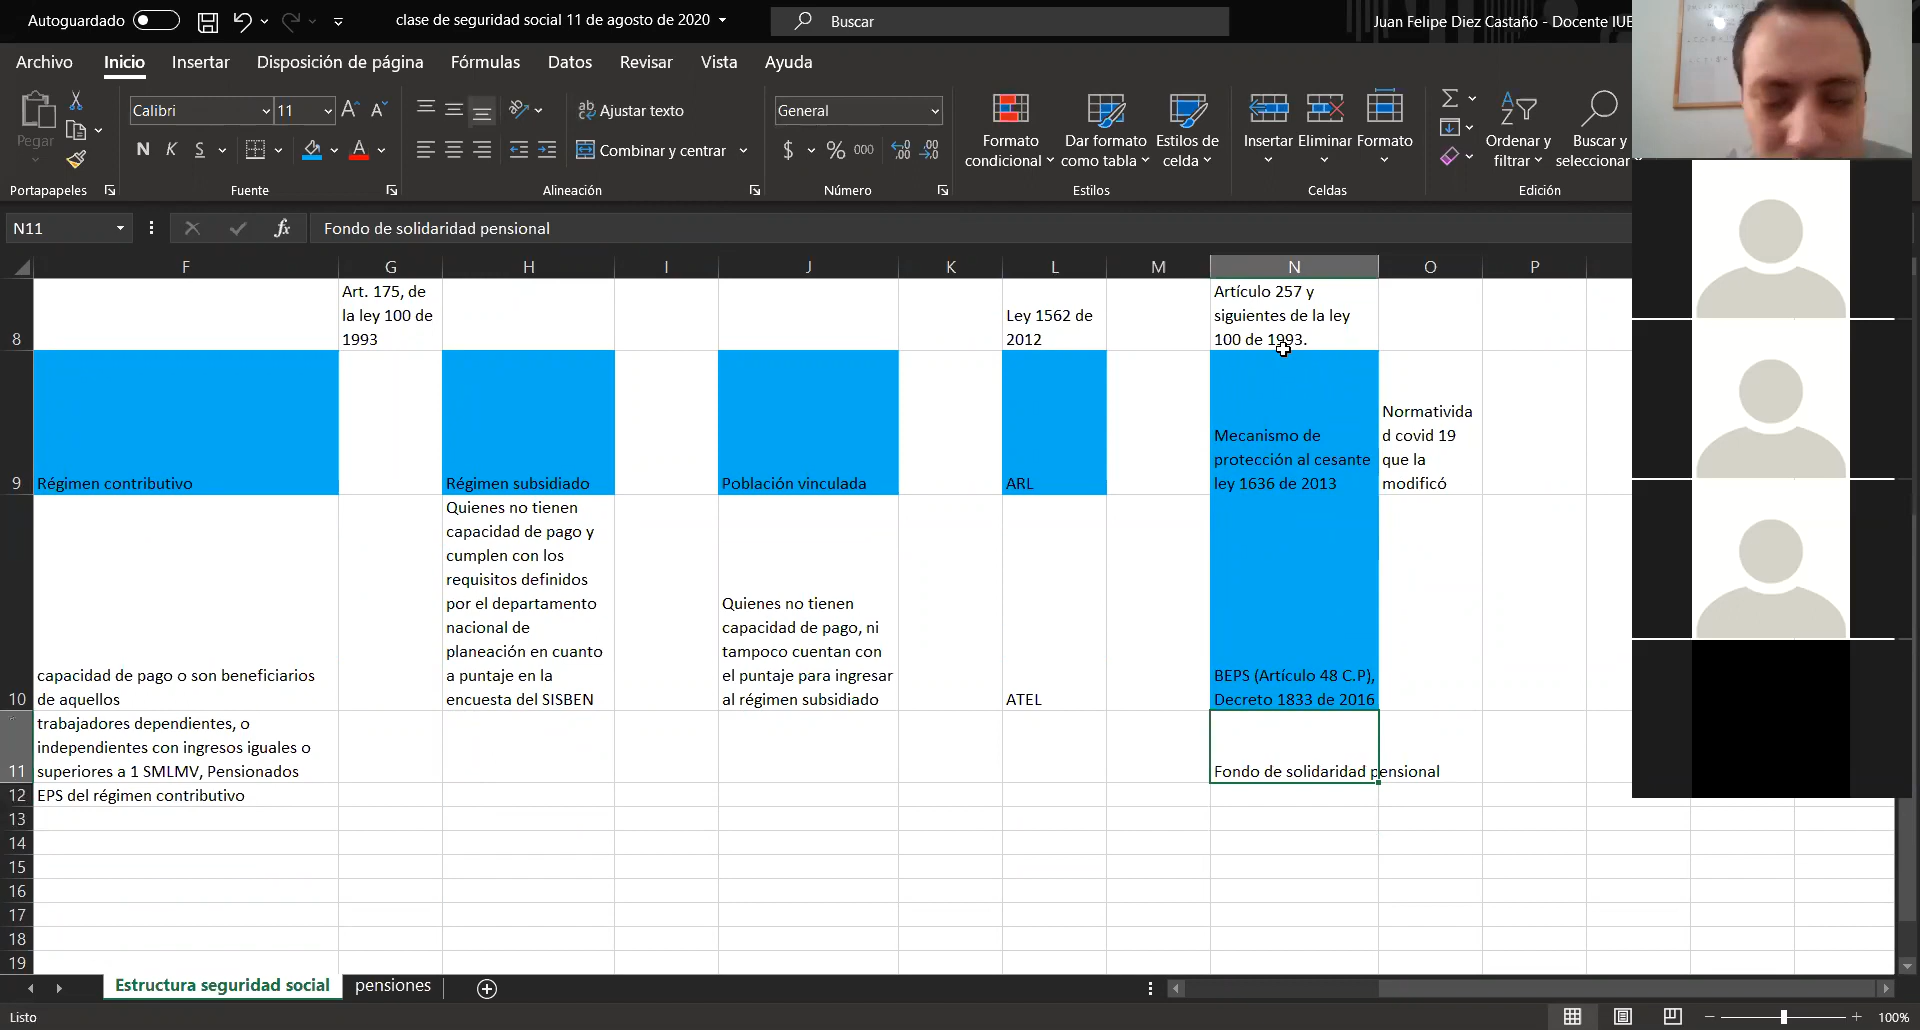 Autoguardado
clase de seguridad social 11 de agosto de 2020
Buscar
Juan Felipe Diez Castaño - Docente IUE
Archivo Inicio Insertar Disposición de página Fórmulas Datos Revisar Vista Ayuda
Pegar
Calibri 11
N K S
Ajustar texto
Combinar y centrar
General
$ % 000
Formato condicional
Dar formato como tabla
Estilos de celda
Insertar Eliminar Formato
Ordenar y filtrar
Buscar y seleccionar
Portapapeles Fuente Alineación Número Estilos Celdas Edición
N11
fx
Fondo de solidaridad pensional
F G H I J K L M N O P
8
Art. 175, de
la ley 100 de
1993
Ley 1562 de
2012
Artículo 257 y
siguientes de la ley
100 de 1993.
9
Régimen contributivo
Régimen subsidiado
Población vinculada
ARL
Mecanismo de
protección al cesante
ley 1636 de 2013
Normativida
d covid 19
que la
modificó
10
capacidad de pago o son beneficiarios
de aquellos
Quienes no tienen
capacidad de pago y
cumplen con los
requisitos definidos
por el departamento
nacional de
planeación en cuanto
a puntaje en la
encuesta del SISBEN
Quienes no tienen
capacidad de pago, ni
tampoco cuentan con
el puntaje para ingresar
al régimen subsidiado
ATEL
BEPS (Artículo 48 C.P),
Decreto 1833 de 2016
11
trabajadores dependientes, o
independientes con ingresos iguales o
superiores a 1 SMLMV, Pensionados
Fondo de solidaridad pensional
12
EPS del régimen contributivo
13
14
15
16
17
18
19
Estructura seguridad social
pensiones
Listo
100%